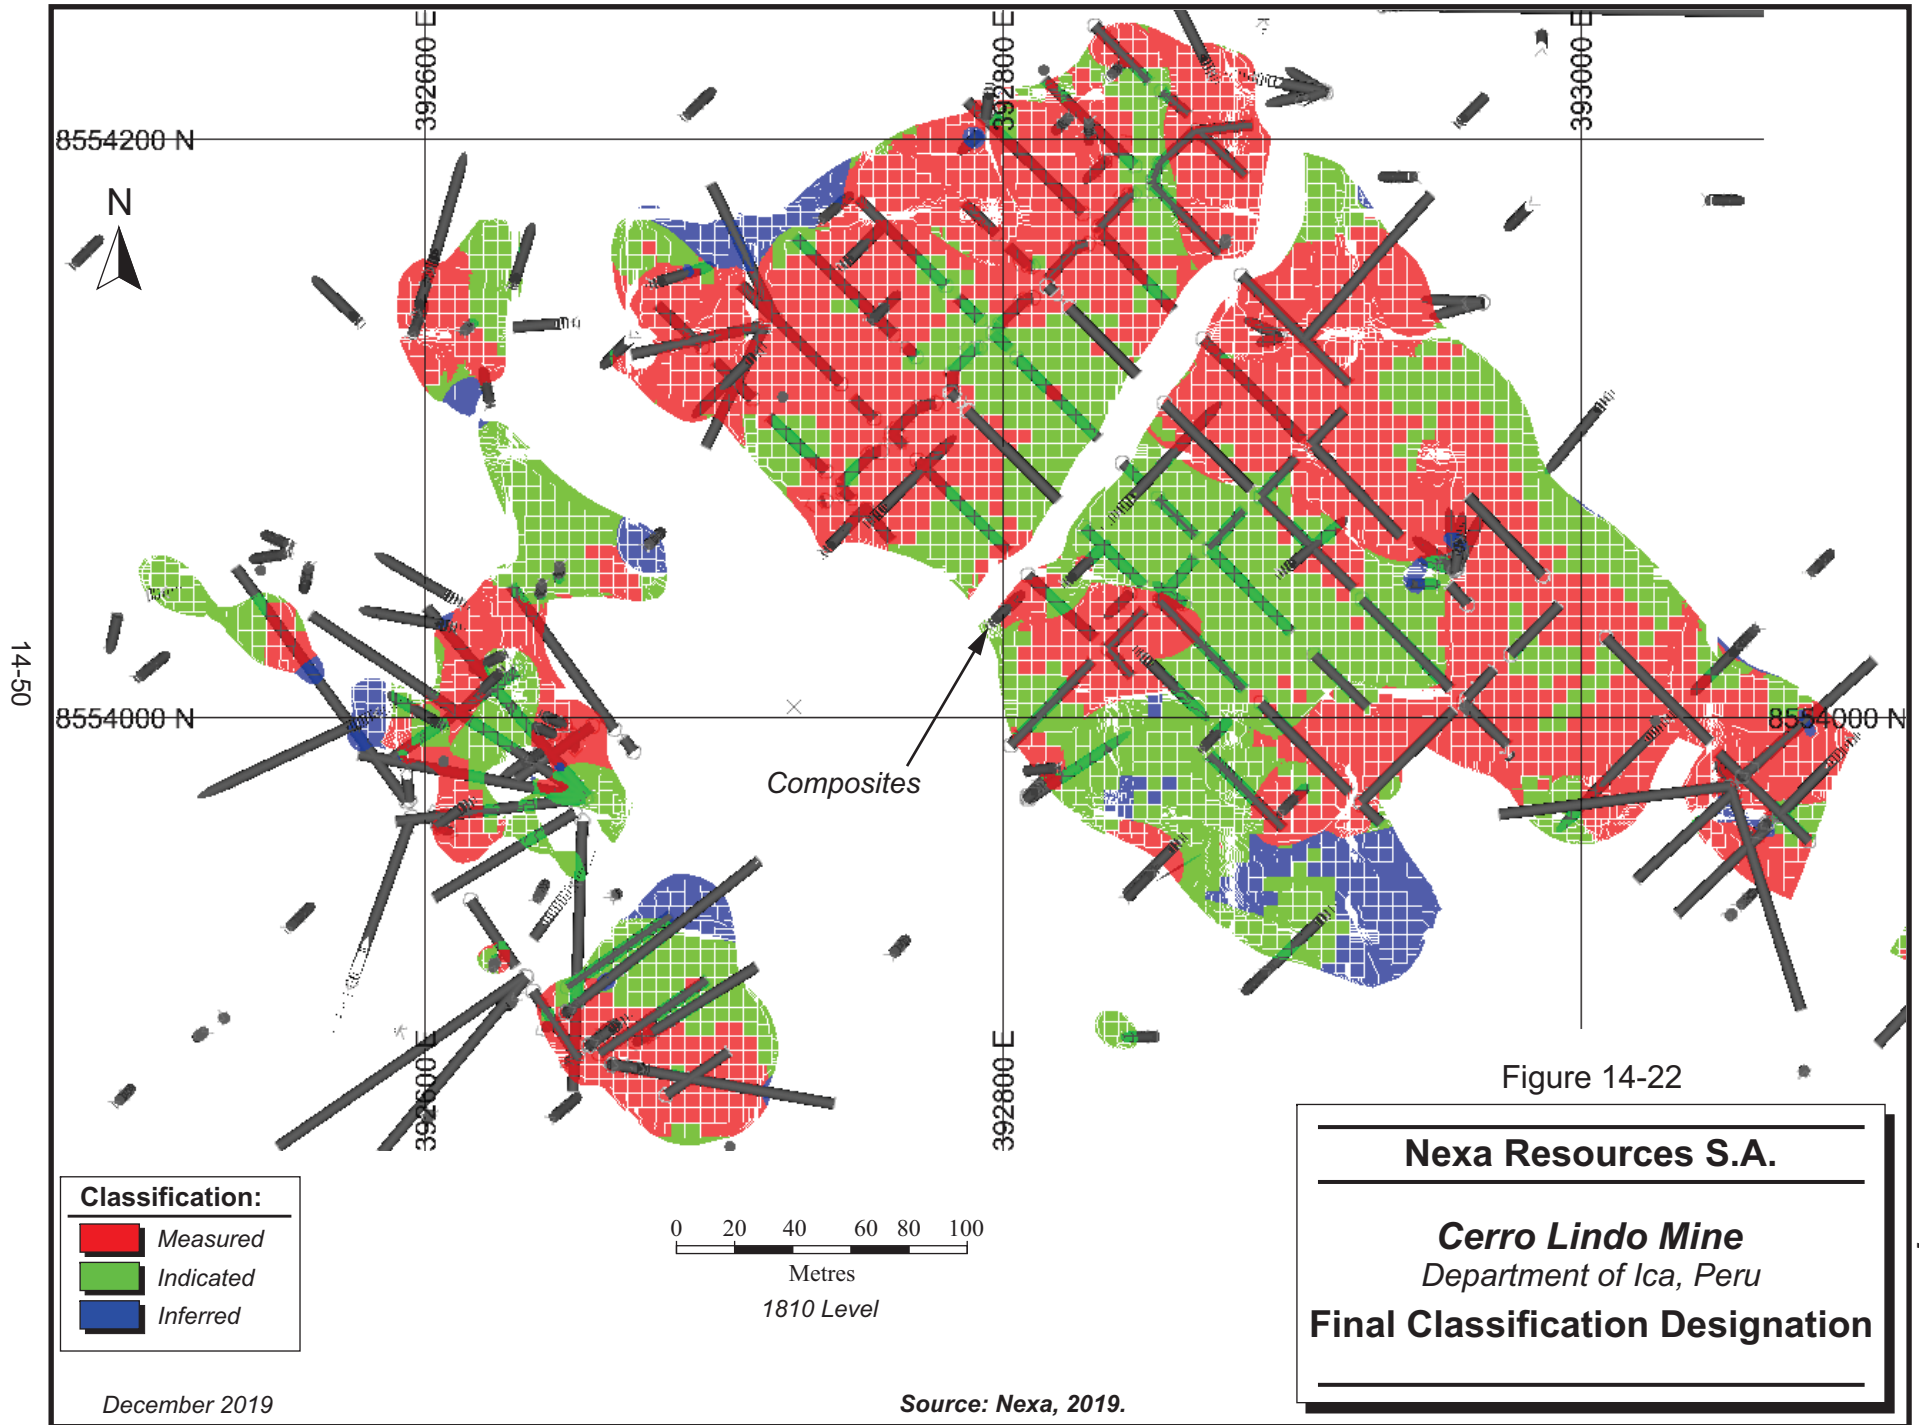 392600 E
392800 E
393000 E
8554200 N
N
14-50
8554000 N
8554000 N
Composites
392600 E
392800 E
Figure 14-22
Nexa Resources S.A.
Cerro Lindo Mine
Department of Ica, Peru
Final Classification Designation
Classification:
Measured
Indicated
Inferred
0 20 40 60 80 100
Metres
1810 Level
December 2019
Source: Nexa, 2019.